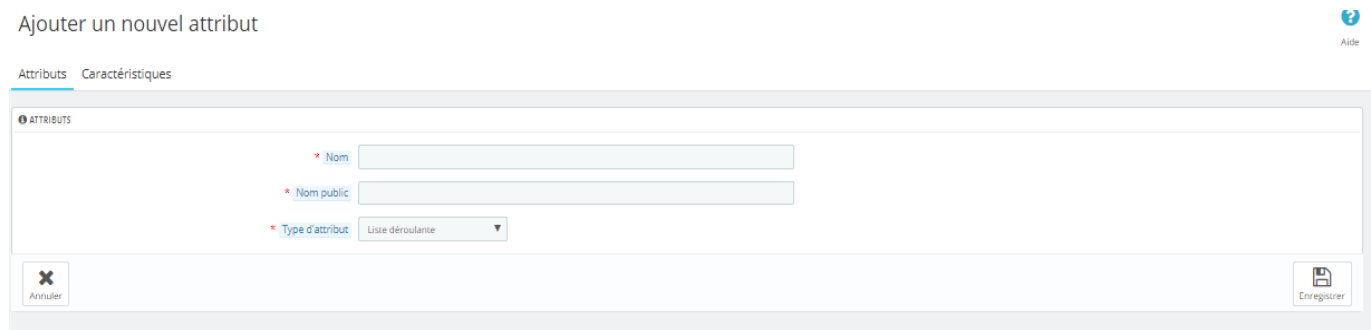 Ajouter un nouvel attribut
?
Aide
Attributs Caractéristiques
ATTRIBUTS
* Nom
* Nom public
* Type d'attribut Liste déroulante
Annuler
Enregistrer